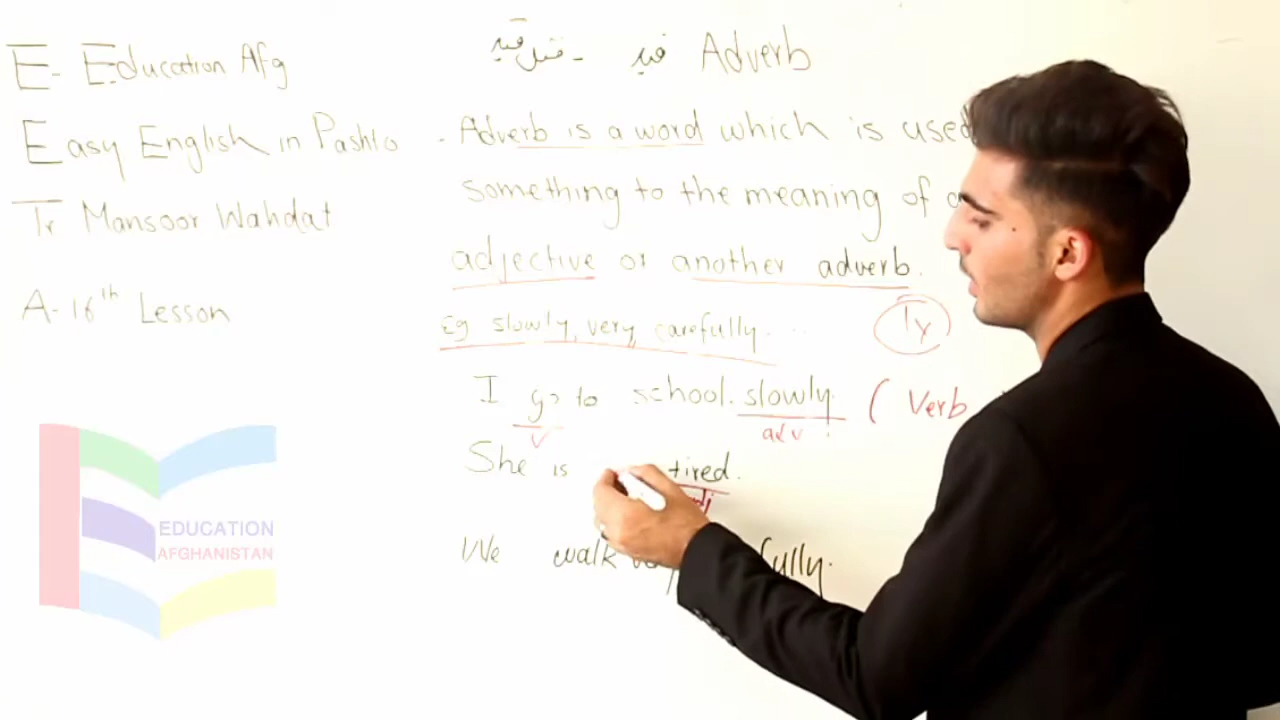 E- Education Afg
Easy English in Pashto
Tr Mansoor Wahdat
A-16th Lesson
قید - قید Adverb
Adverb is a word which is used
something to the meaning of
adjective or another adverb.
Eg slowly, very, carefully...
ly
I go to school. slowly. ( Verb
v adv
She is tired.
adj
We walk
EDUCATION
AFGHANISTAN